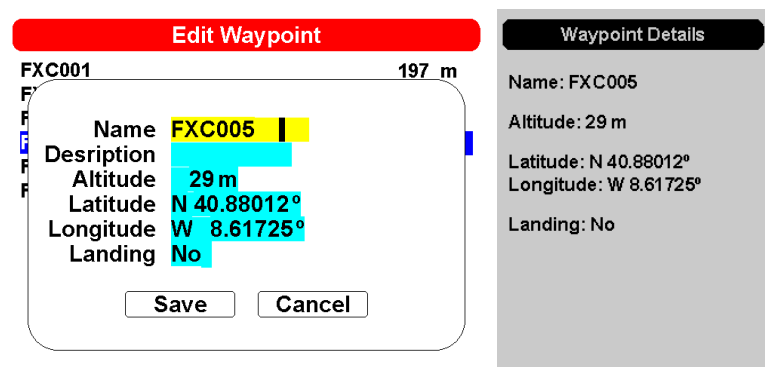 Edit Waypoint
FXC001 197 m
Name FXC005
Desription
Altitude 29 m
Latitude N 40.88012º
Longitude W 8.61725º
Landing No
Save Cancel
Waypoint Details
Name: FXC005
Altitude: 29 m
Latitude: N 40.88012º
Longitude: W 8.61725º
Landing: No